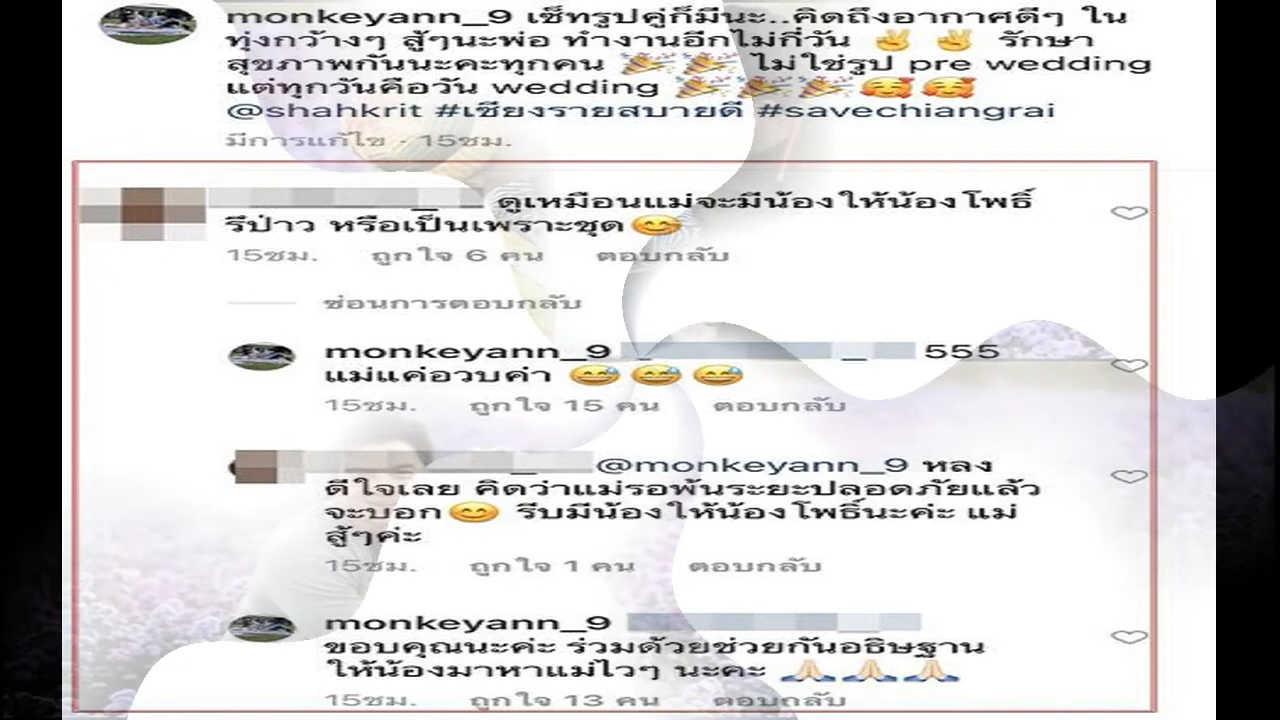 monkeyann_9 เซ็ทรูปคู่ก็มีนะ..คิดถึงอากาศดีๆ ใน
ทุ่งกว้างๆ สู้ๆนะพ่อ ทำงานอีกไม่กี่วัน ✌️ ✌️ รักษา
สุขภาพกันนะคะทุกคน 🎉 🎉 ไม่ใช่รูป pre wedding
แต่ทุกวันคือวัน wedding 🎉 🎉 🎉 🥰 🥰
@shahkrit #เชียงรายสบายดี #savechiangrai
มีการแก้ไข · 15ชม.
ดูเหมือนแม่จะมีน้องให้น้องโพธิ์
รึป่าว หรือเป็นเพราะชุด 😊
15ชม. ถูกใจ 6 คน ตอบกลับ
ซ่อนการตอบกลับ
monkeyann_9 555
แม่แค่อวบค่า 😅 😅 😅
15ชม. ถูกใจ 15 คน ตอบกลับ
@monkeyann_9 หลง
ดีใจเลย คิดว่าแม่รอพ้นระยะปลอดภัยแล้ว
จะบอก😊 รีบมีน้องให้น้องโพธิ์นะค่ะ แม่
สู้ๆค่ะ
15ชม. ถูกใจ 1 คน ตอบกลับ
monkeyann_9
ขอบคุณนะค่ะ ร่วมด้วยช่วยกันอธิษฐาน
ให้น้องมาหาแม่ไวๆ นะคะ 🙏🏻 🙏🏻 🙏🏻
15ชม. ถูกใจ 13 คน ตอบกลับ